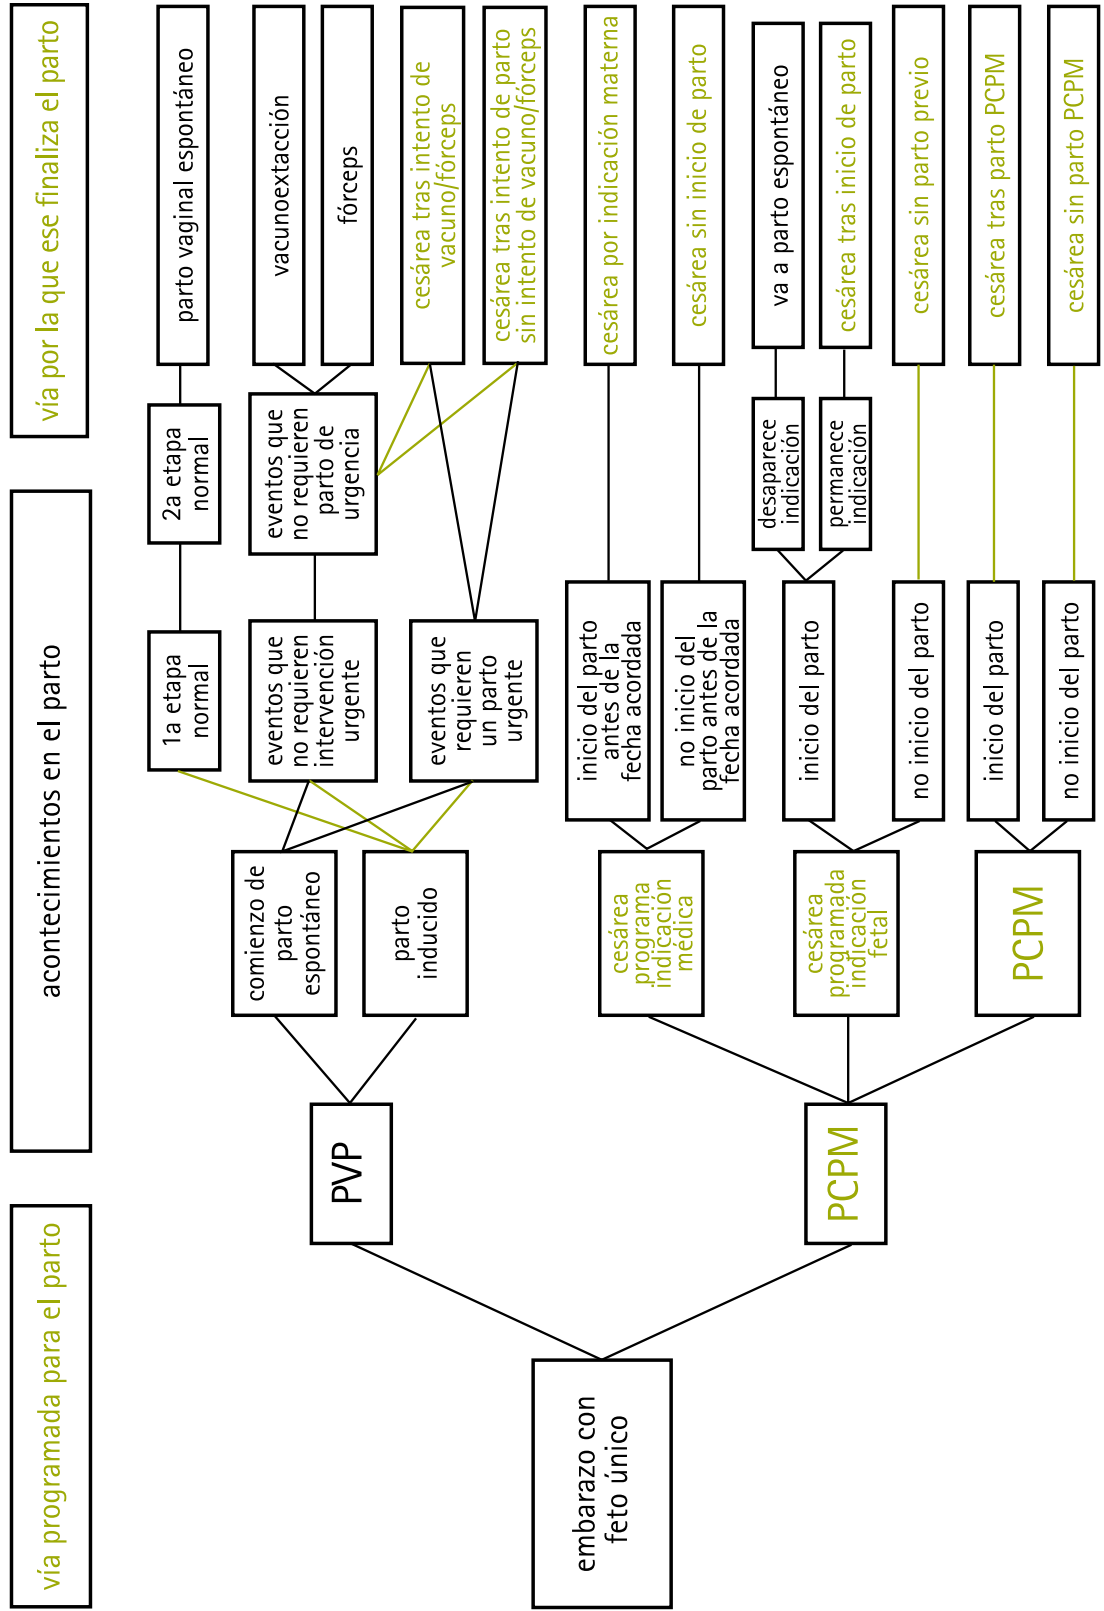 vía programada para el parto
acontecimientos en el parto
vía por la que ese finaliza el parto
embarazo con
feto único
PVP
PCPM
comienzo de
parto
espontáneo
parto
inducido
cesárea
programa
indicación
médica
cesárea
programada
indicación
fetal
PCPM
1a etapa
normal
eventos que
no requieren
intervención
urgente
eventos que
requieren
un parto
urgente
inicio del parto
antes de la
fecha acordada
no inicio del
parto antes de la
fecha acordada
inicio del parto
no inicio del parto
inicio del parto
no inicio del parto
2a etapa
normal
eventos que
no requieren
parto de
urgencia
desaparece
indicación
permanece
indicación
parto vaginal espontáneo
vacunoextacción
fórceps
cesárea tras intento de
vacuno/fórceps
cesárea tras intento de parto
sin intento de vacuno/fórceps
cesárea por indicación materna
cesárea sin inicio de parto
va a parto espontáneo
cesárea tras inicio de parto
cesárea sin parto previo
cesárea tras parto PCPM
cesárea sin parto PCPM